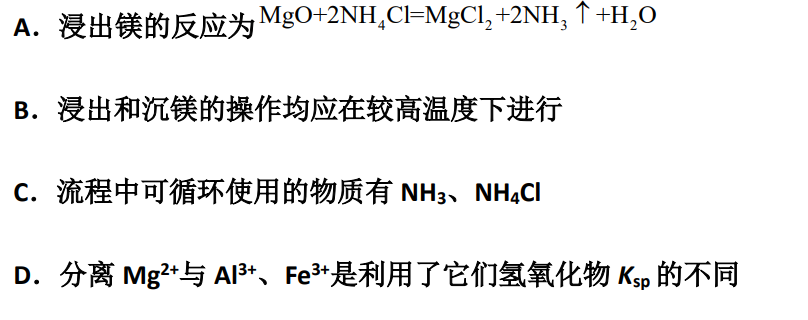 A. 浸出镁的反应为MgO+2NH₄Cl=MgCl₂+2NH₃↑+H₂O
B. 浸出和沉镁的操作均应在较高温度下进行
C. 流程中可循环使用的物质有 NH₃、NH₄Cl
D. 分离 Mg²⁺与 Al³⁺、Fe³⁺是利用了它们氢氧化物 Ksp 的不同